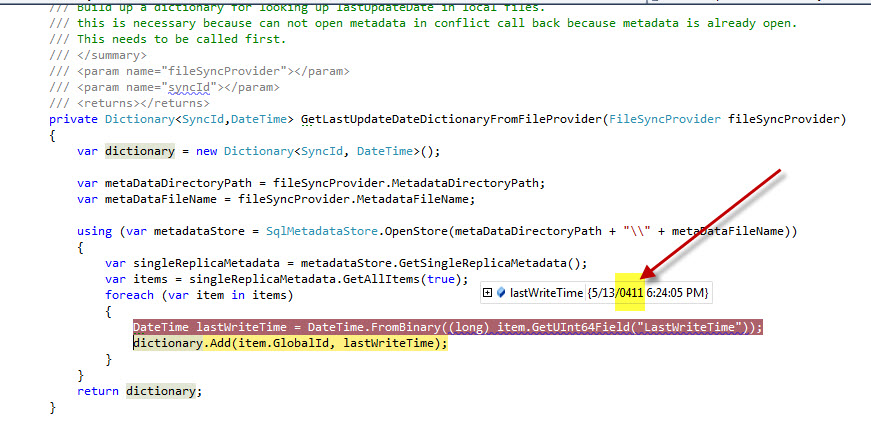 /// Build up a dictionary for looking up lastUpdateDate in local files.
/// this is necessary because can not open metadata in conflict call back because metadata is already open.
/// This needs to be called first.
/// </summary>
/// <param name="fileSyncProvider"></param>
/// <param name="syncId"></param>
/// <returns></returns>
private Dictionary<SyncId,DateTime> GetLastUpdateDateDictionaryFromFileProvider(FileSyncProvider fileSyncProvider)
{
var dictionary = new Dictionary<SyncId, DateTime>();
var metaDataDirectoryPath = fileSyncProvider.MetadataDirectoryPath;
var metaDataFileName = fileSyncProvider.MetadataFileName;
using (var metadataStore = SqlMetadataStore.OpenStore(metaDataDirectoryPath + "\\" + metaDataFileName))
{
var singleReplicaMetadata = metadataStore.GetSingleReplicaMetadata();
var items = singleReplicaMetadata.GetAllItems(true);
foreach (var item in items)
lastWriteTime {5/13/0411 6:24:05 PM}
{
DateTime lastWriteTime = DateTime.FromBinary((long) item.GetUInt64Field("LastWriteTime"));
dictionary.Add(item.GlobalId, lastWriteTime);
}
}
return dictionary;
}